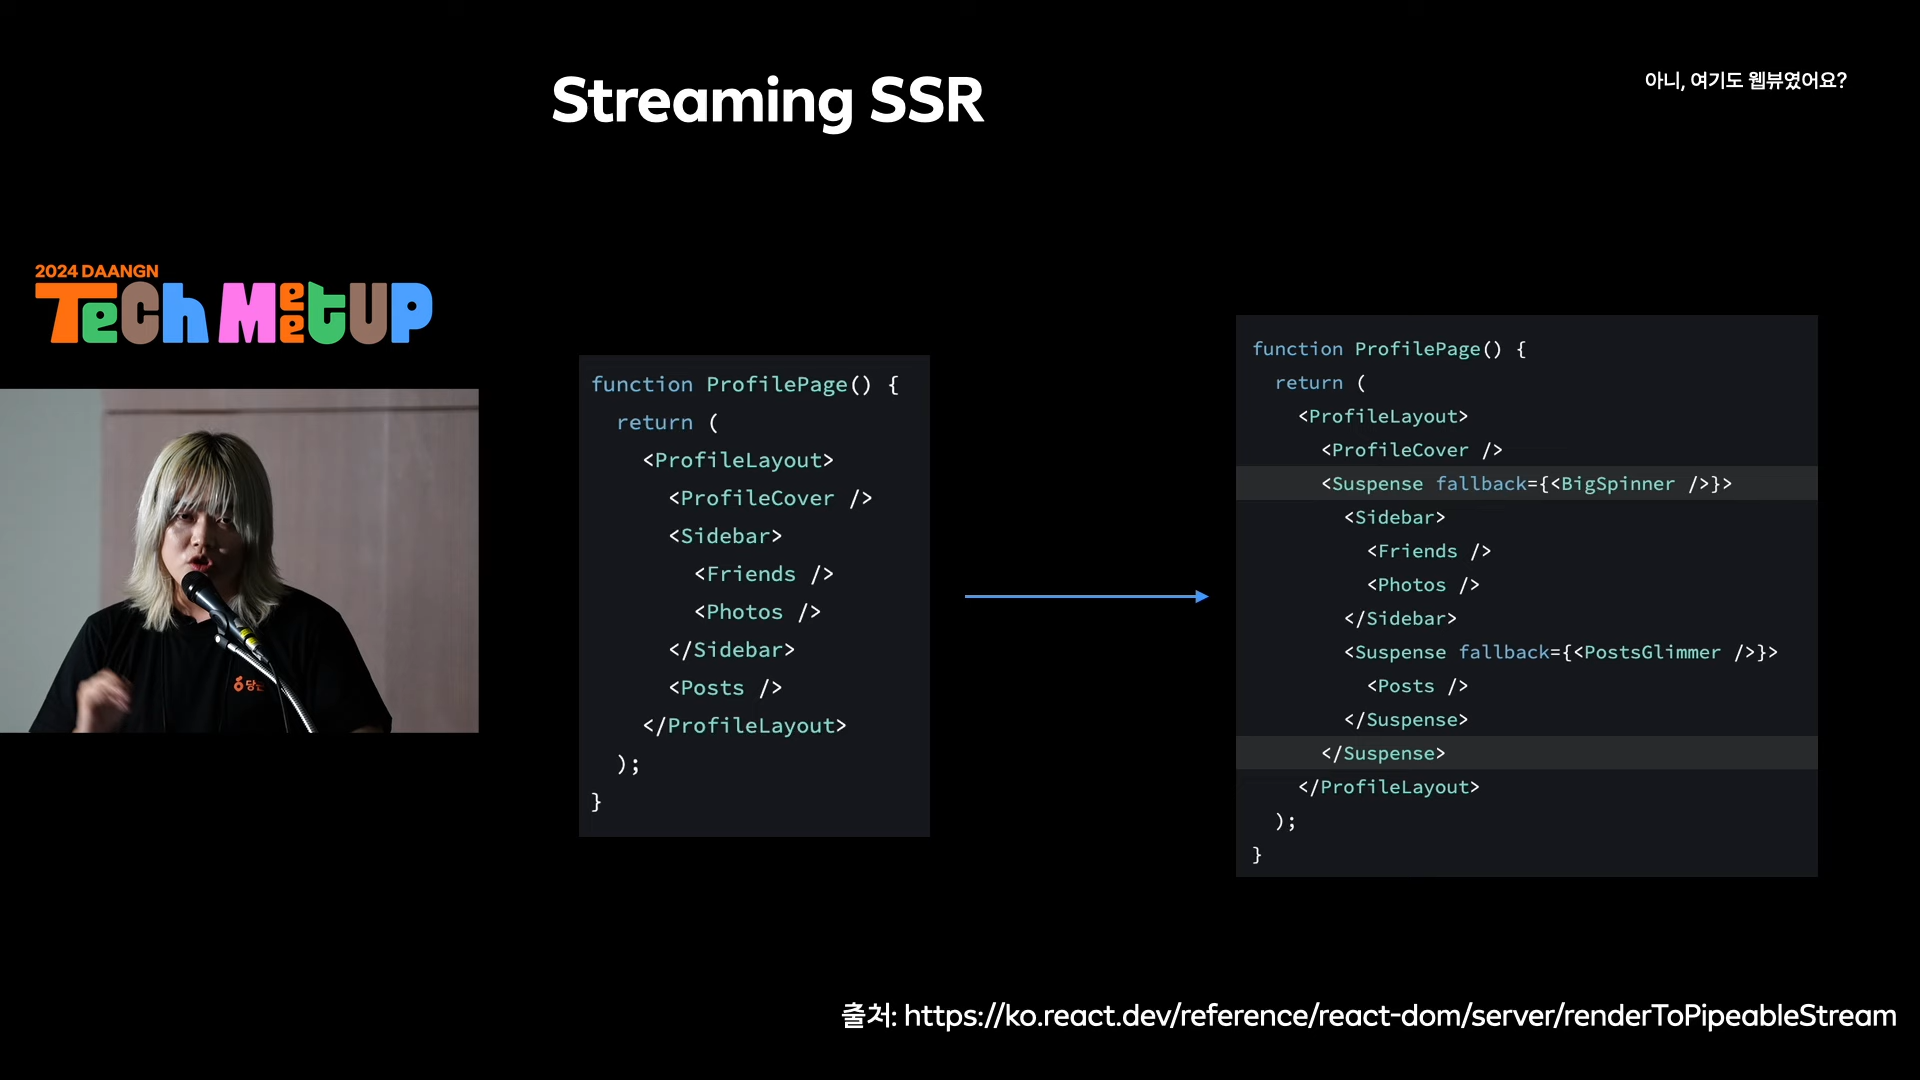 Streaming SSR
아니, 여기도 웹뷰였어요?
2024 DAANGN
TeCh MeetUP
당근
function ProfilePage() {
  return (
    <ProfileLayout>
      <ProfileCover />
      <Sidebar>
        <Friends />
        <Photos />
      </Sidebar>
      <Posts />
    </ProfileLayout>
  );
}
function ProfilePage() {
  return (
    <ProfileLayout>
      <ProfileCover />
      <Suspense fallback={<BigSpinner />}>
        <Sidebar>
          <Friends />
          <Photos />
        </Sidebar>
        <Suspense fallback={<PostsGlimmer />}>
          <Posts />
        </Suspense>
      </Suspense>
    </ProfileLayout>
  );
}
출처: https://ko.react.dev/reference/react-dom/server/renderToPipeableStream